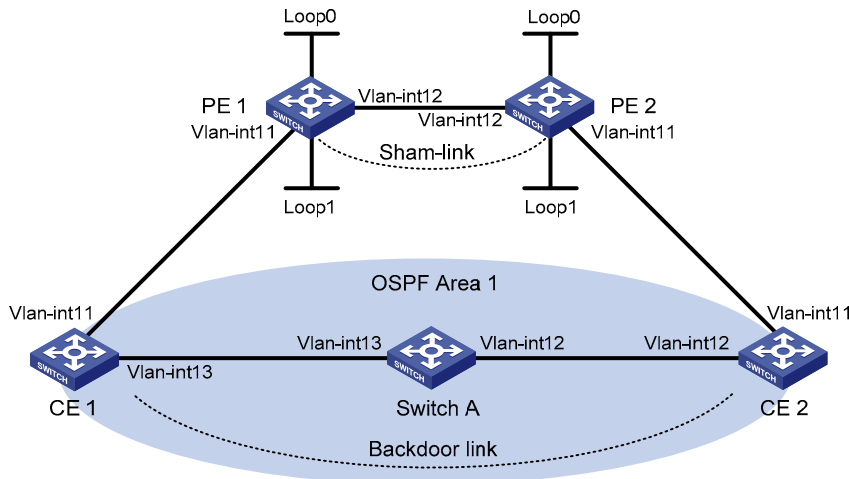 Loop0
Loop0
PE 1
Vlan-int12
PE 2
SWITCH
Vlan-int12
SWITCH
Vlan-int11
Vlan-int11
Sham-link
Loop1
Loop1
OSPF Area 1
Vlan-int11
Vlan-int11
Vlan-int13
Vlan-int12
Vlan-int12
SWITCH
Vlan-int13
SWITCH
SWITCH
CE 1
Switch A
CE 2
Backdoor link